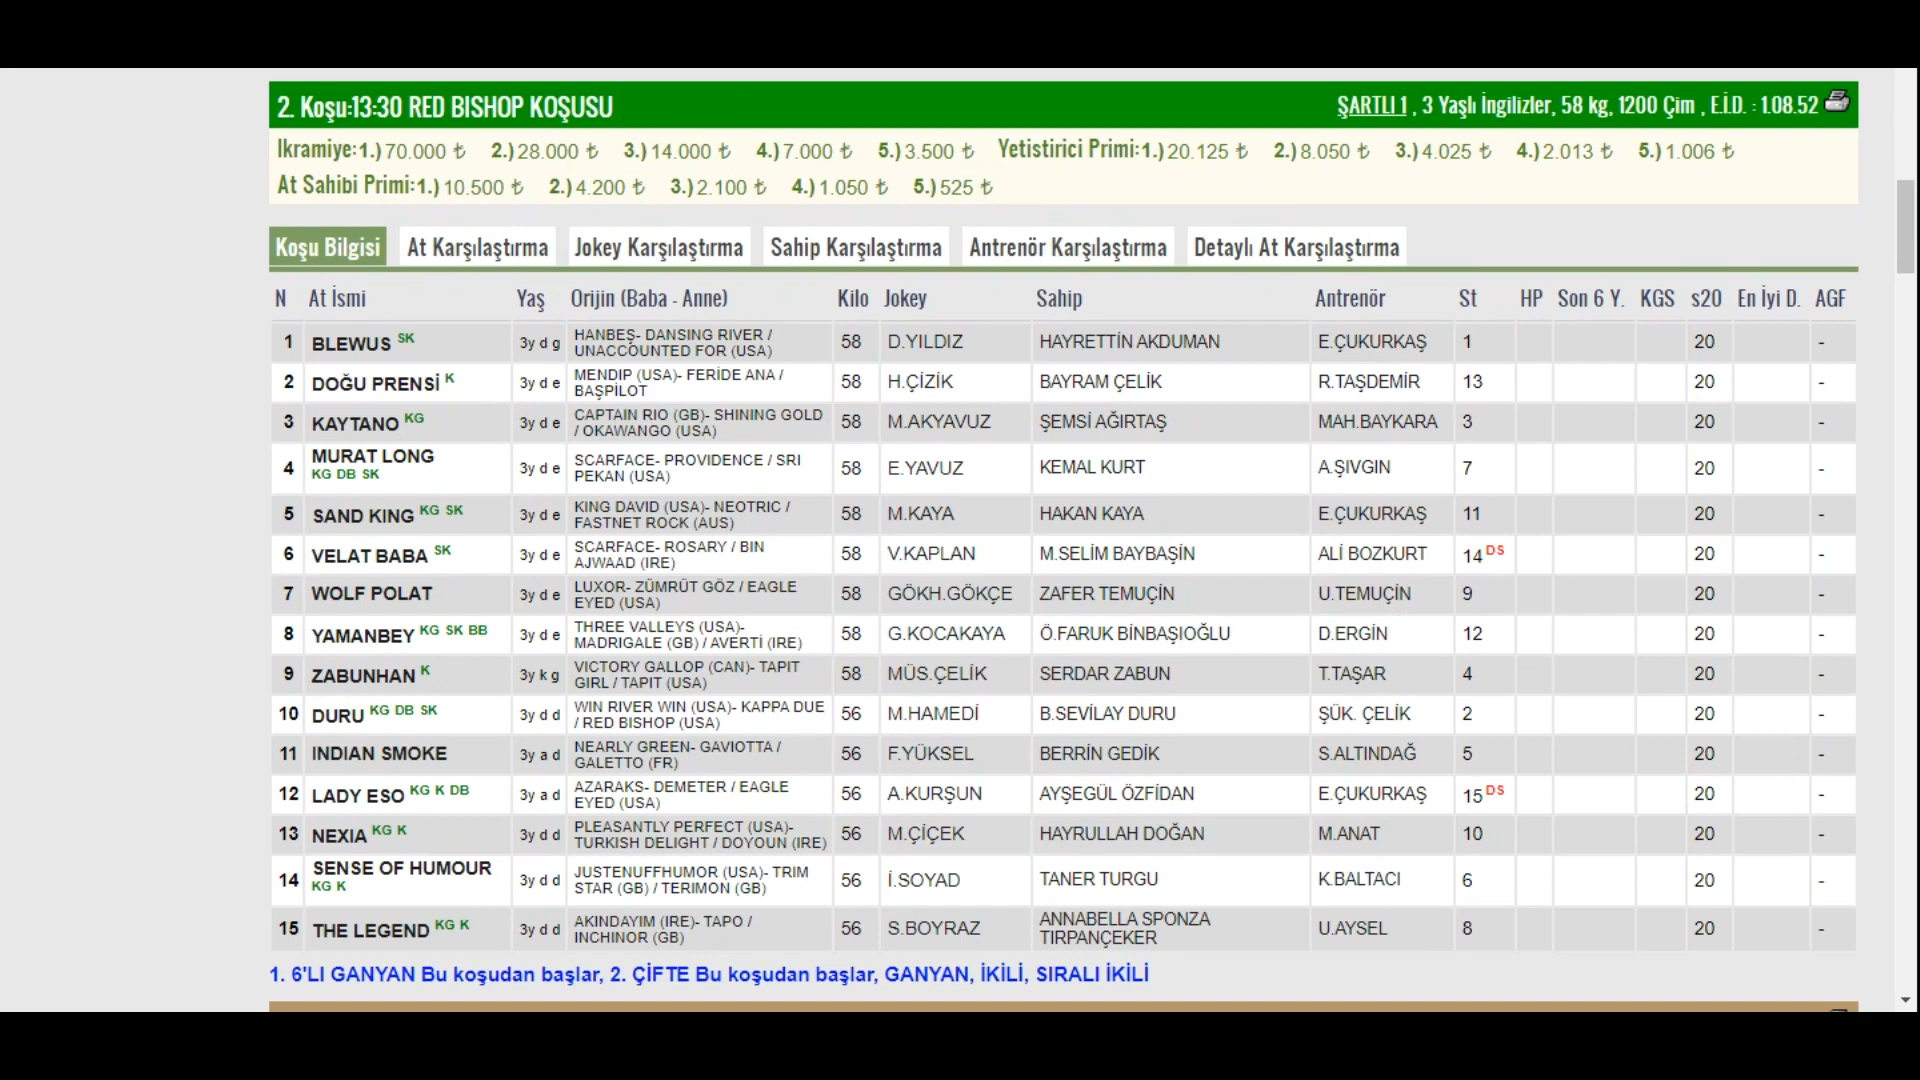 2. Koşu:13:30 RED BISHOP KOŞUSU ŞARTLI 1 , 3 Yaşlı İngilizler, 58 kg, 1200 Çim , E.İ.D. : 1.08.52
Ikramiye:1.)70.000 ₺ 2.)28.000 ₺ 3.)14.000 ₺ 4.)7.000 ₺ 5.)3.500 ₺ Yetistirici Primi:1.)20.125 ₺ 2.)8.050 ₺ 3.)4.025 ₺ 4.)2.013 ₺ 5.)1.006 ₺
At Sahibi Primi:1.)10.500 ₺ 2.)4.200 ₺ 3.)2.100 ₺ 4.)1.050 ₺ 5.)525 ₺
Koşu Bilgisi At Karşılaştırma Jokey Karşılaştırma Sahip Karşılaştırma Antrenör Karşılaştırma Detaylı At Karşılaştırma
N At İsmi Yaş Orijin (Baba - Anne) Kilo Jokey Sahip Antrenör St HP Son 6 Y. KGS s20 En İyi D. AGF
1 BLEWUS SK 3y d g HANBEŞ- DANSING RIVER / UNACCOUNTED FOR (USA) 58 D.YILDIZ HAYRETTİN AKDUMAN E.ÇUKURKAŞ 1 20 -
2 DOĞU PRENSİ K 3y d e MENDIP (USA)- FERİDE ANA / BAŞPİLOT 58 H.ÇİZİK BAYRAM ÇELİK R.TAŞDEMİR 13 20 -
3 KAYTANO KG 3y d e CAPTAIN RIO (GB)- SHINING GOLD / OKAWANGO (USA) 58 M.AKYAVUZ ŞEMSİ AĞIRTAŞ MAH.BAYKARA 3 20 -
4 MURAT LONG KG DB SK 3y d e SCARFACE- PROVIDENCE / SRI PEKAN (USA) 58 E.YAVUZ KEMAL KURT A.ŞIVGIN 7 20 -
5 SAND KING KG SK 3y d e KING DAVID (USA)- NEOTRIC / FASTNET ROCK (AUS) 58 M.KAYA HAKAN KAYA E.ÇUKURKAŞ 11 20 -
6 VELAT BABA SK 3y d e SCARFACE- ROSARY / BIN AJWAAD (IRE) 58 V.KAPLAN M.SELİM BAYBAŞİN ALİ BOZKURT 14 DS 20 -
7 WOLF POLAT 3y d e LUXOR- ZÜMRÜT GÖZ / EAGLE EYED (USA) 58 GÖKH.GÖKÇE ZAFER TEMUÇİN U.TEMUÇİN 9 20 -
8 YAMANBEY KG SK BB 3y d e THREE VALLEYS (USA)- MADRIGALE (GB) / AVERTİ (IRE) 58 G.KOCAKAYA Ö.FARUK BİNBAŞIOĞLU D.ERGİN 12 20 -
9 ZABUNHAN K 3y k g VICTORY GALLOP (CAN)- TAPIT GIRL / TAPIT (USA) 58 MÜS.ÇELİK SERDAR ZABUN T.TAŞAR 4 20 -
10 DURU KG DB SK 3y d d WIN RIVER WIN (USA)- KAPPA DUE / RED BISHOP (USA) 56 M.HAMEDİ B.SEVİLAY DURU ŞÜK. ÇELİK 2 20 -
11 INDIAN SMOKE 3y a d NEARLY GREEN- GAVIOTTA / GALETTO (FR) 56 F.YÜKSEL BERRİN GEDİK S.ALTINDAĞ 5 20 -
12 LADY ESO KG K DB 3y a d AZARAKS- DEMETER / EAGLE EYED (USA) 56 A.KURŞUN AYŞEGÜL ÖZFİDAN E.ÇUKURKAŞ 15 DS 20 -
13 NEXIA KG K 3y d d PLEASANTLY PERFECT (USA)- TURKISH DELIGHT / DOYOUN (IRE) 56 M.ÇİÇEK HAYRULLAH DOĞAN M.ANAT 10 20 -
14 SENSE OF HUMOUR KG K 3y d d JUSTENUFFHUMOR (USA)- TRIM STAR (GB) / TERIMON (GB) 56 İ.SOYAD TANER TURGU K.BALTACI 6 20 -
15 THE LEGEND KG K 3y d d AKINDAYIM (IRE)- TAPO / INCHINOR (GB) 56 S.BOYRAZ ANNABELLA SPONZA TIRPANÇEKER U.AYSEL 8 20 -
1. 6'LI GANYAN Bu koşudan başlar, 2. ÇİFTE Bu koşudan başlar, GANYAN, İKİLİ, SIRALI İKİLİ